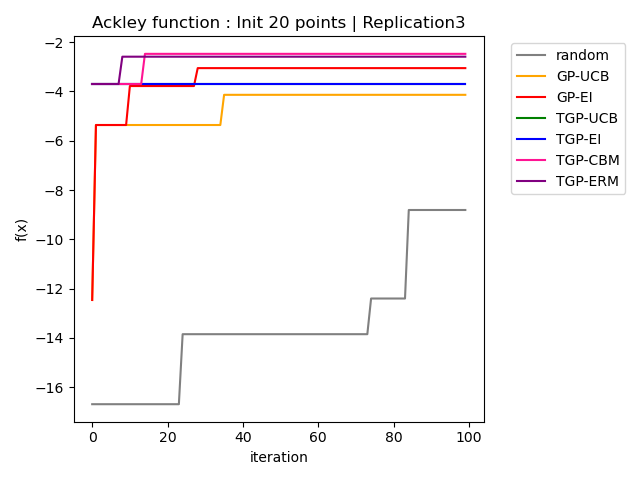 Ackley function : Init 20 points | Replication3
−2
−4
−6
−8
−10
−12
−14
−16
f(x)
0 20 40 60 80 100
iteration
random
GP-UCB
GP-EI
TGP-UCB
TGP-EI
TGP-CBM
TGP-ERM